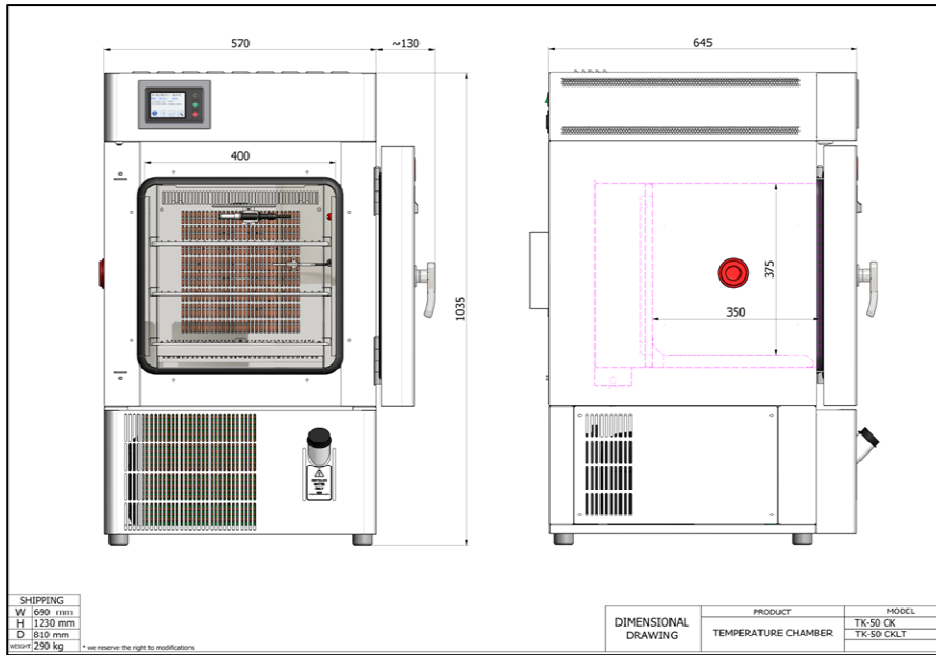 570
~130
645
400
375
350
1035
SHIPPING
W 690 mm
H 1230 mm
D 810 mm
WEIGHT 290 kg
* we reserve the right to modifications
DIMENSIONAL
DRAWING
PRODUCT
TEMPERATURE CHAMBER
MODEL
TK-50 CK
TK-50 CKLT